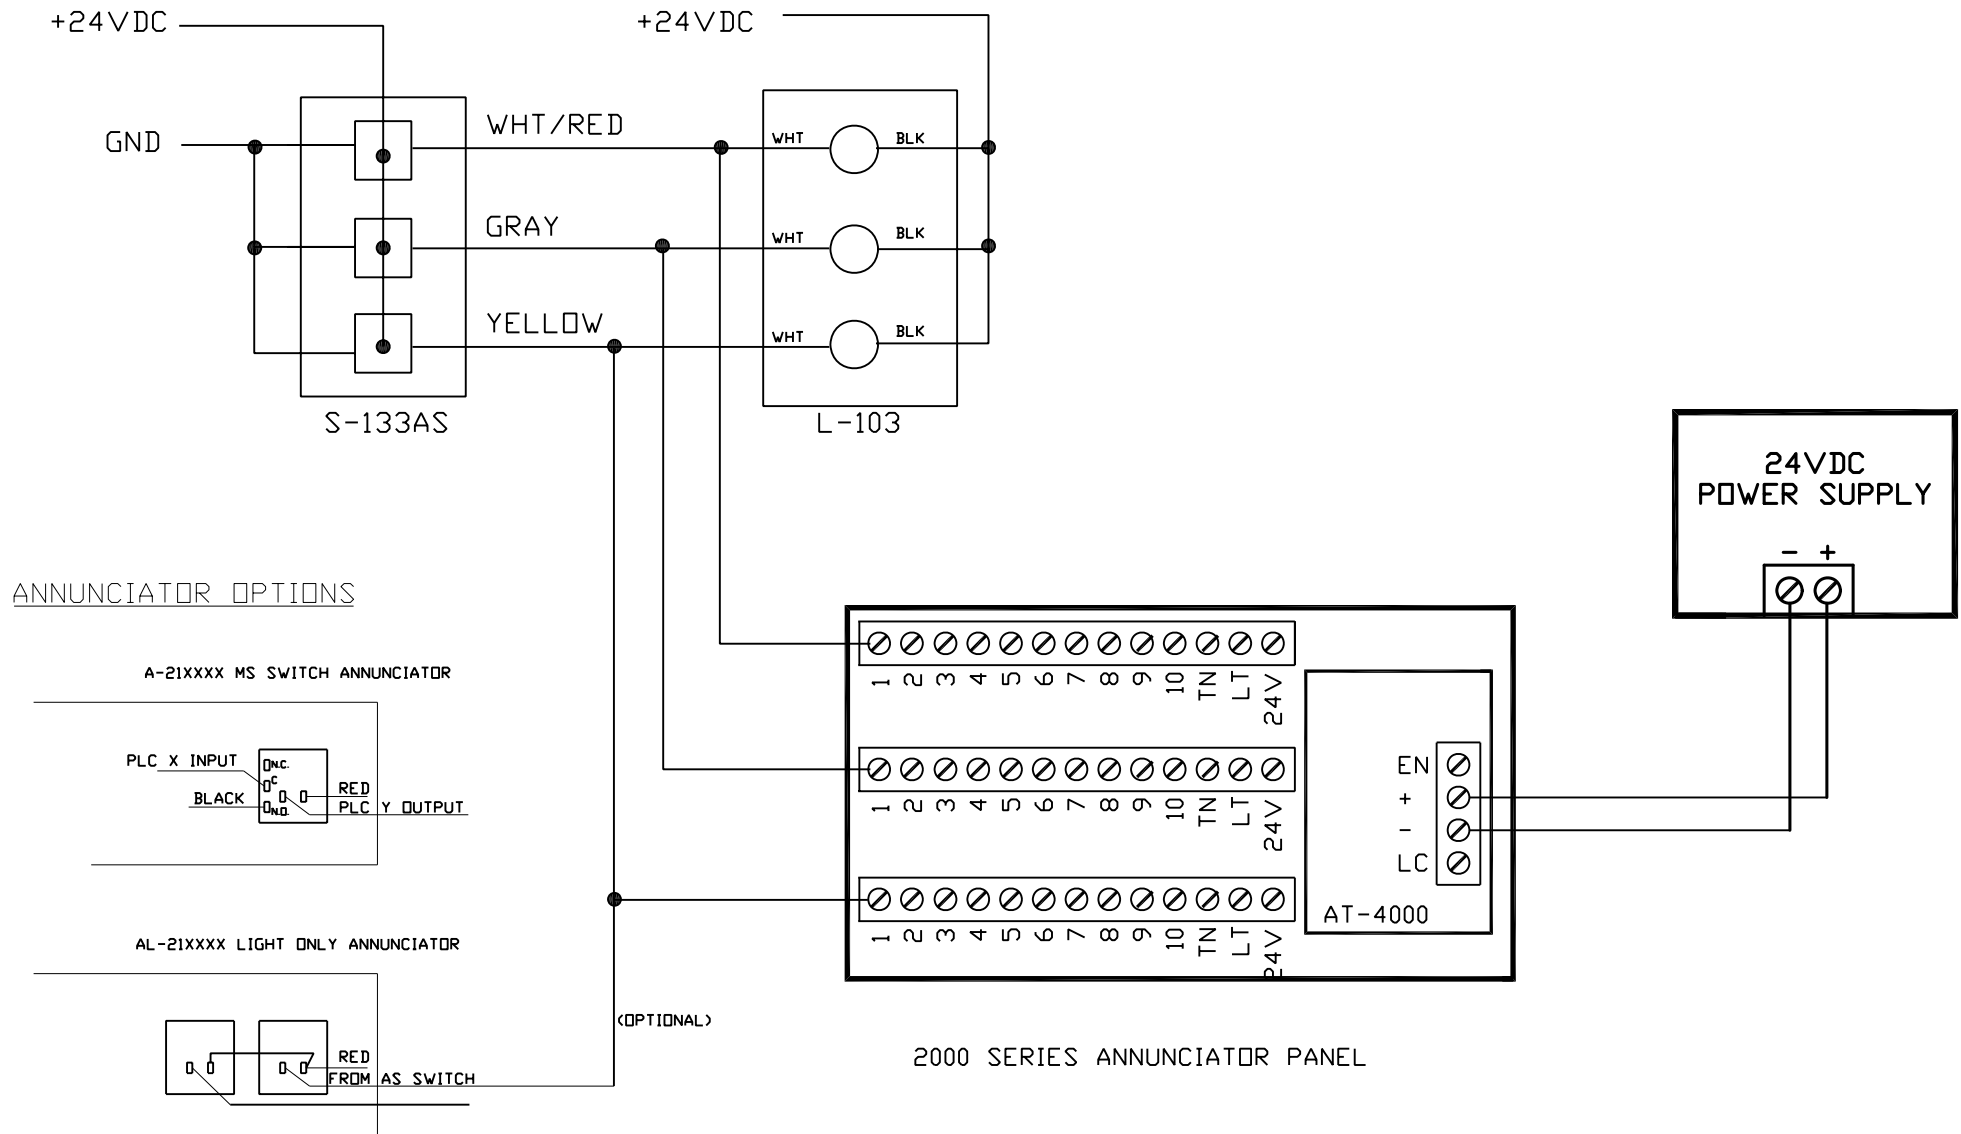 +24VDC
+24VDC
GND
WHT/RED
WHT
BLK
GRAY
WHT
BLK
YELLOW
WHT
BLK
S-133AS
L-103
24VDC
POWER SUPPLY
- +
ANNUNCIATOR OPTIONS
A-21XXXX MS SWITCH ANNUNCIATOR
PLC X INPUT
N.C.
C
RED
BLACK
N.O.
PLC Y OUTPUT
AL-21XXXX LIGHT ONLY ANNUNCIATOR
RED
FROM AS SWITCH
(OPTIONAL)
1 2 3 4 5 6 7 8 9 10 TN LT 24V
1 2 3 4 5 6 7 8 9 10 TN LT 24V
1 2 3 4 5 6 7 8 9 10 TN LT 24V
EN
+
-
LC
AT-4000
2000 SERIES ANNUNCIATOR PANEL